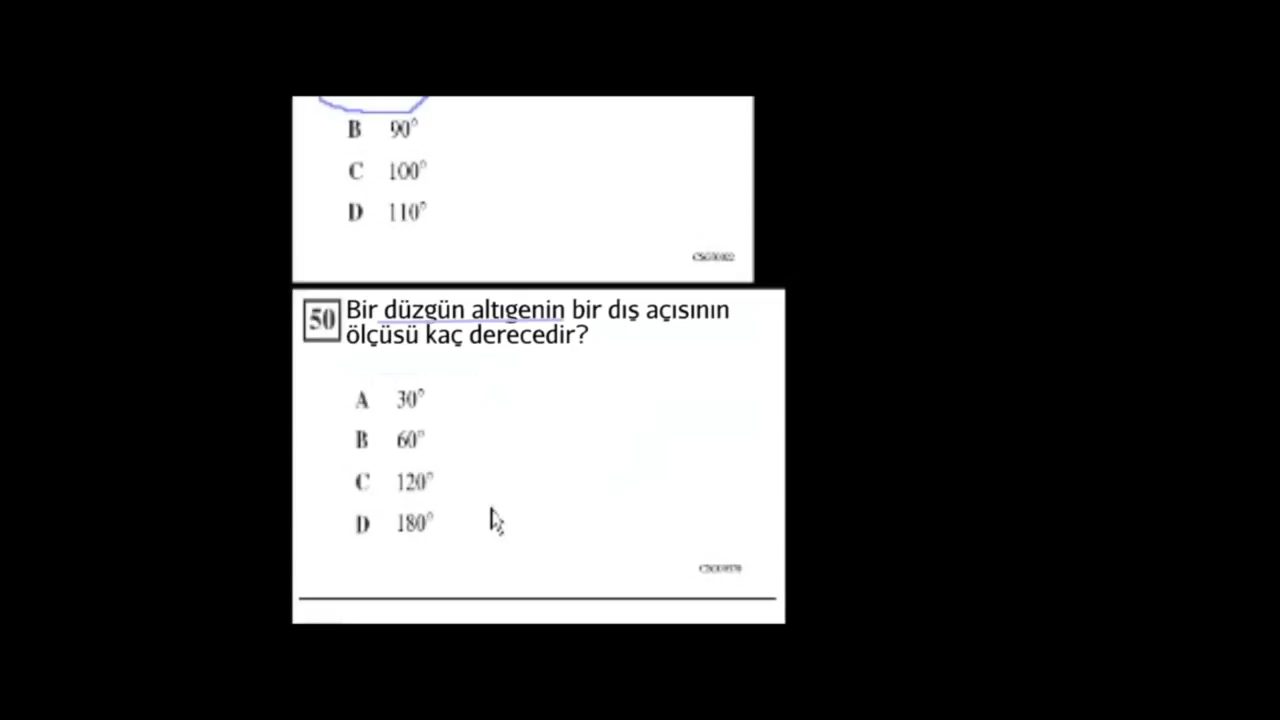 B 90°
C 100°
D 110°
50 Bir düzgün altıgenin bir dış açısının
ölçüsü kaç derecedir?
A 30°
B 60°
C 120°
D 180°